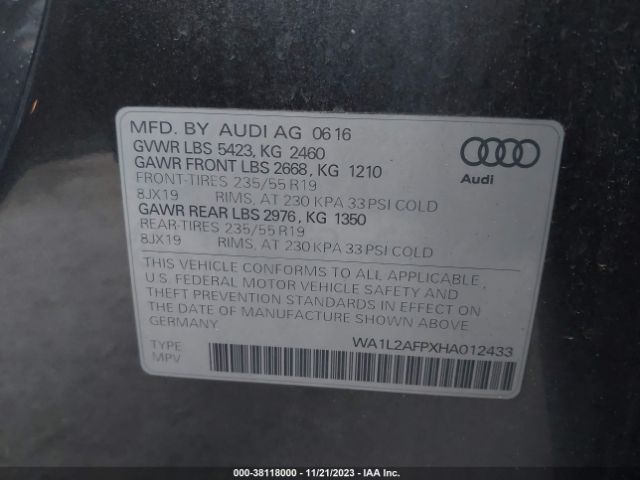 MFD. BY AUDI AG 06 16
GVWR LBS 5423, KG 2460
GAWR FRONT LBS 2668, KG 1210
FRONT-TIRES 235/55 R19
8JX19 RIMS, AT 230 KPA 33 PSI COLD
GAWR REAR LBS 2976, KG 1350
REAR-TIRES 235/55 R19
8JX19 RIMS, AT 230 KPA 33 PSI COLD
Audi
THIS VEHICLE CONFORMS TO ALL APPLICABLE
U.S. FEDERAL MOTOR VEHICLE SAFETY AND
THEFT PREVENTION STANDARDS IN EFFECT ON
THE DATE OF MANUFACTURE SHOWN ABOVE
GERMANY.
TYPE
MPV
WA1L2AFPXHA012433
000-38118000 - 11/21/2023 - IAA Inc.